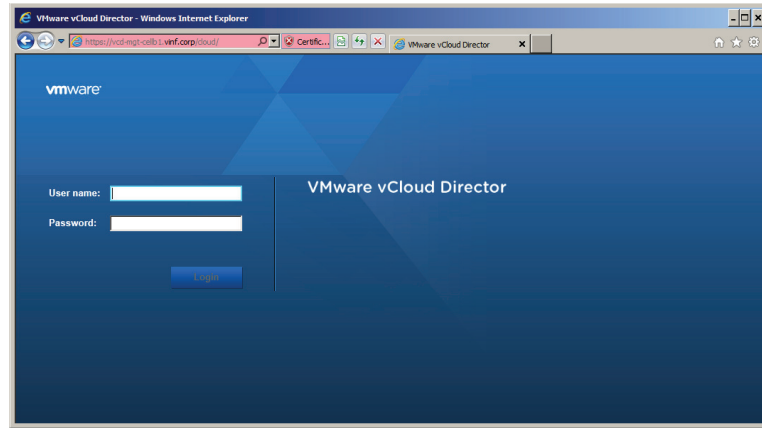 VMware vCloud Director - Windows Internet Explorer
https://vcd-mgt-cellb1.vinf.corp/cloud/ Certific... VMware vCloud Director
vmware
User name:
VMware vCloud Director
Password:
Login